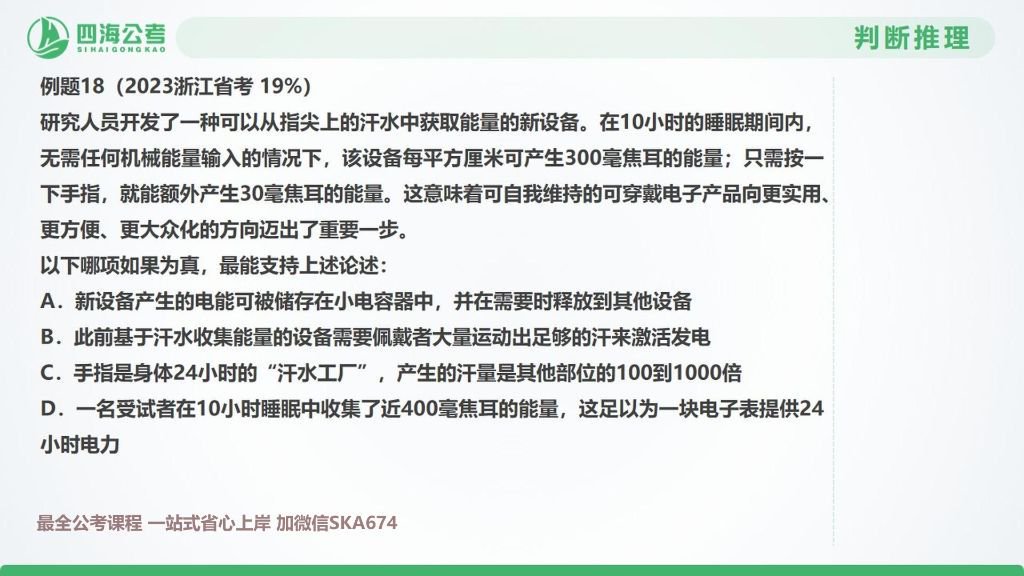 四海公考
SIHAIGONGKAO
判断推理
例题18（2023浙江省考 19%）
研究人员开发了一种可以从指尖上的汗水中获取能量的新设备。在10小时的睡眠期间内，
无需任何机械能量输入的情况下，该设备每平方厘米可产生300毫焦耳的能量；只需按一
下手指，就能额外产生30毫焦耳的能量。这意味着可自我维持的可穿戴电子产品向更实用、
更方便、更大众化的方向迈出了重要一步。
以下哪项如果为真，最能支持上述论述：
A．新设备产生的电能可被储存在小电容器中，并在需要时释放到其他设备
B．此前基于汗水收集能量的设备需要佩戴者大量运动出足够的汗来激活发电
C．手指是身体24小时的“汗水工厂”，产生的汗量是其他部位的100到1000倍
D．一名受试者在10小时睡眠中收集了近400毫焦耳的能量，这足以为一块电子表提供24
小时电力
最全公考课程 一站式省心上岸 加微信SKA674